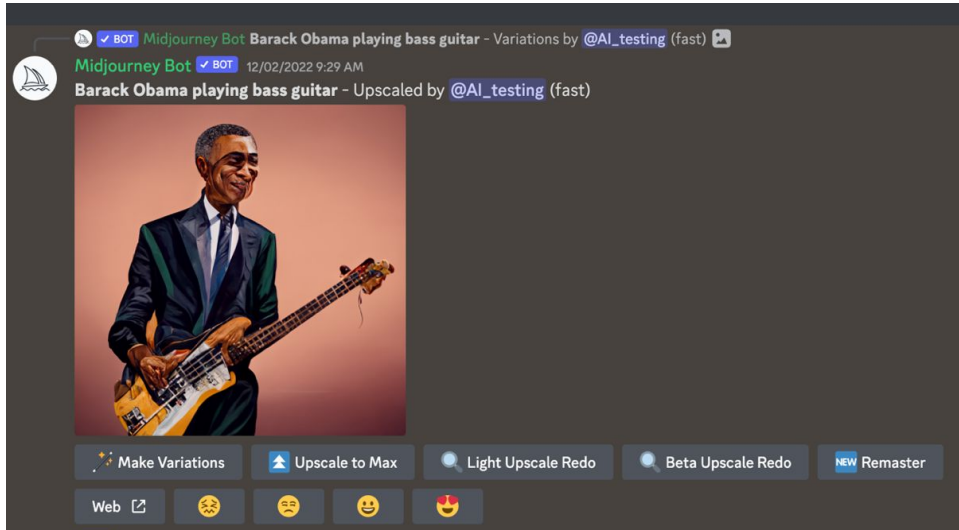 ✓ BOT Midjourney Bot Barack Obama playing bass guitar - Variations by @AI_testing (fast)
Midjourney Bot ✓ BOT 12/02/2022 9:29 AM
Barack Obama playing bass guitar - Upscaled by @AI_testing (fast)
Make Variations Upscale to Max Light Upscale Redo Beta Upscale Redo NEW Remaster
Web